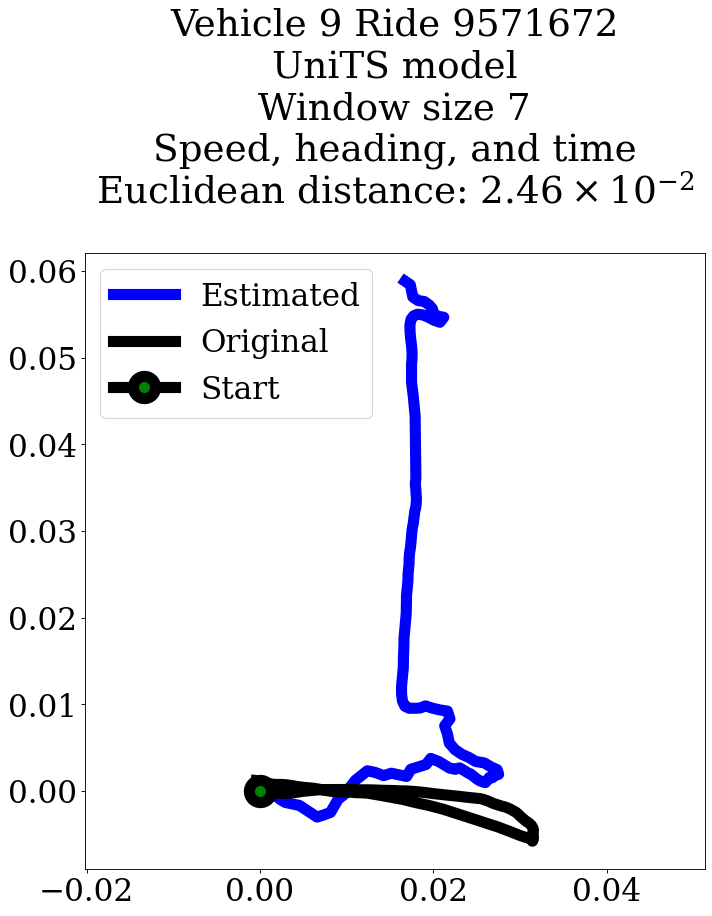 Vehicle 9 Ride 9571672
UniTS model
Window size 7
Speed, heading, and time
Euclidean distance: 2.46 × 10⁻²
Estimated
Original
Start
0.06
0.05
0.04
0.03
0.02
0.01
0.00
−0.02 0.00 0.02 0.04